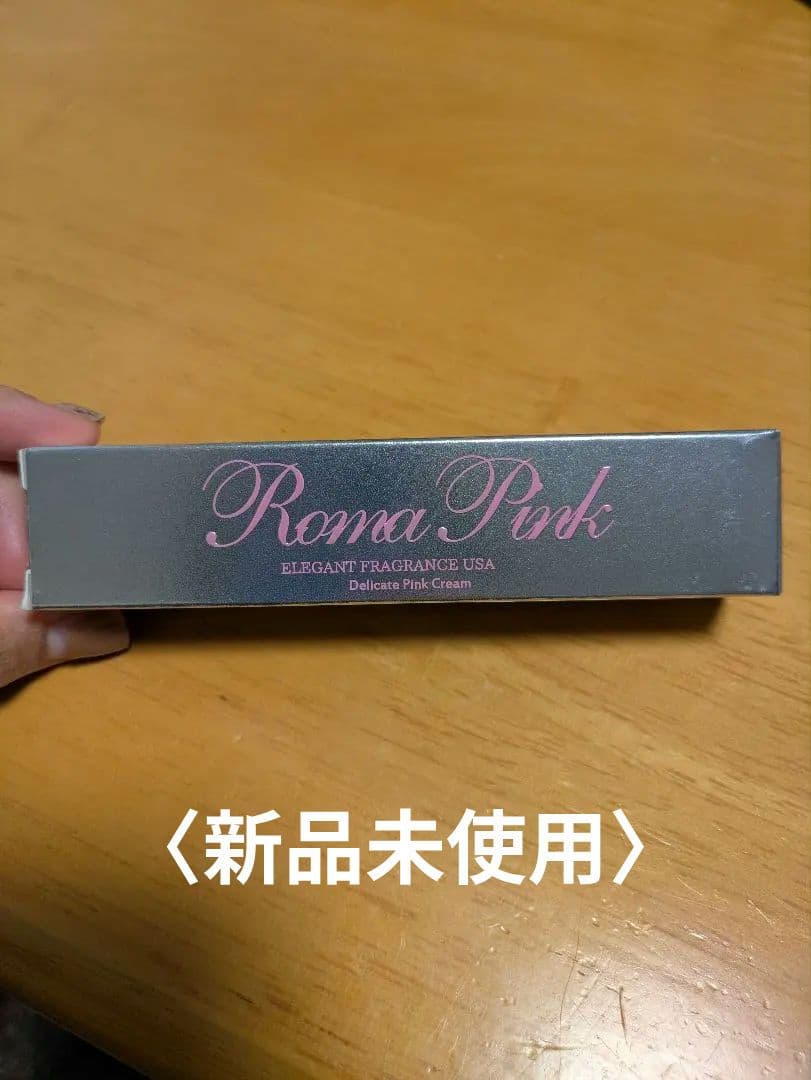 Roma Pink
ELEGANT FRAGRANCE USA
Delicate Pink Cream
〈新品未使用〉